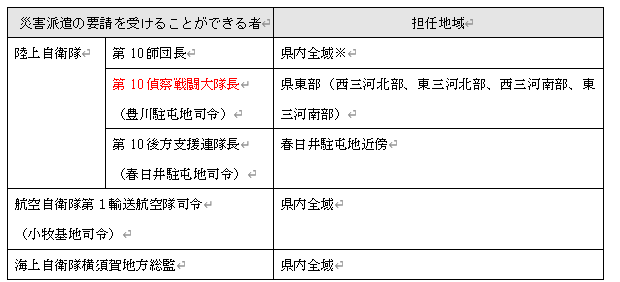 災害派遣の要請を受けることができる者
担任地域
陸上自衛隊
第10師団長
県内全域※
第10偵察戦闘大隊長
（豊川駐屯地司令）
県東部（西三河北部、東三河北部、西三河南部、東
三河南部）
第10後方支援連隊長
（春日井駐屯地司令）
春日井駐屯地近傍
航空自衛隊第１輸送航空隊司令
（小牧基地司令）
県内全域
海上自衛隊横須賀地方総監
県内全域